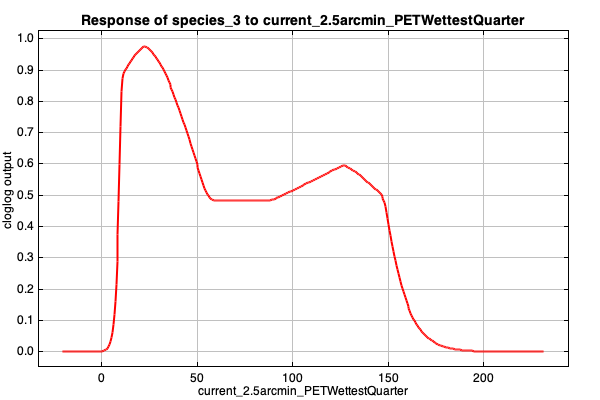 Response of species_3 to current_2.5arcmin_PETWettestQuarter
1.0
0.9
0.8
0.7
0.6
0.5
0.4
0.3
0.2
0.1
0.0
cloglog output
0 50 100 150 200
current_2.5arcmin_PETWettestQuarter